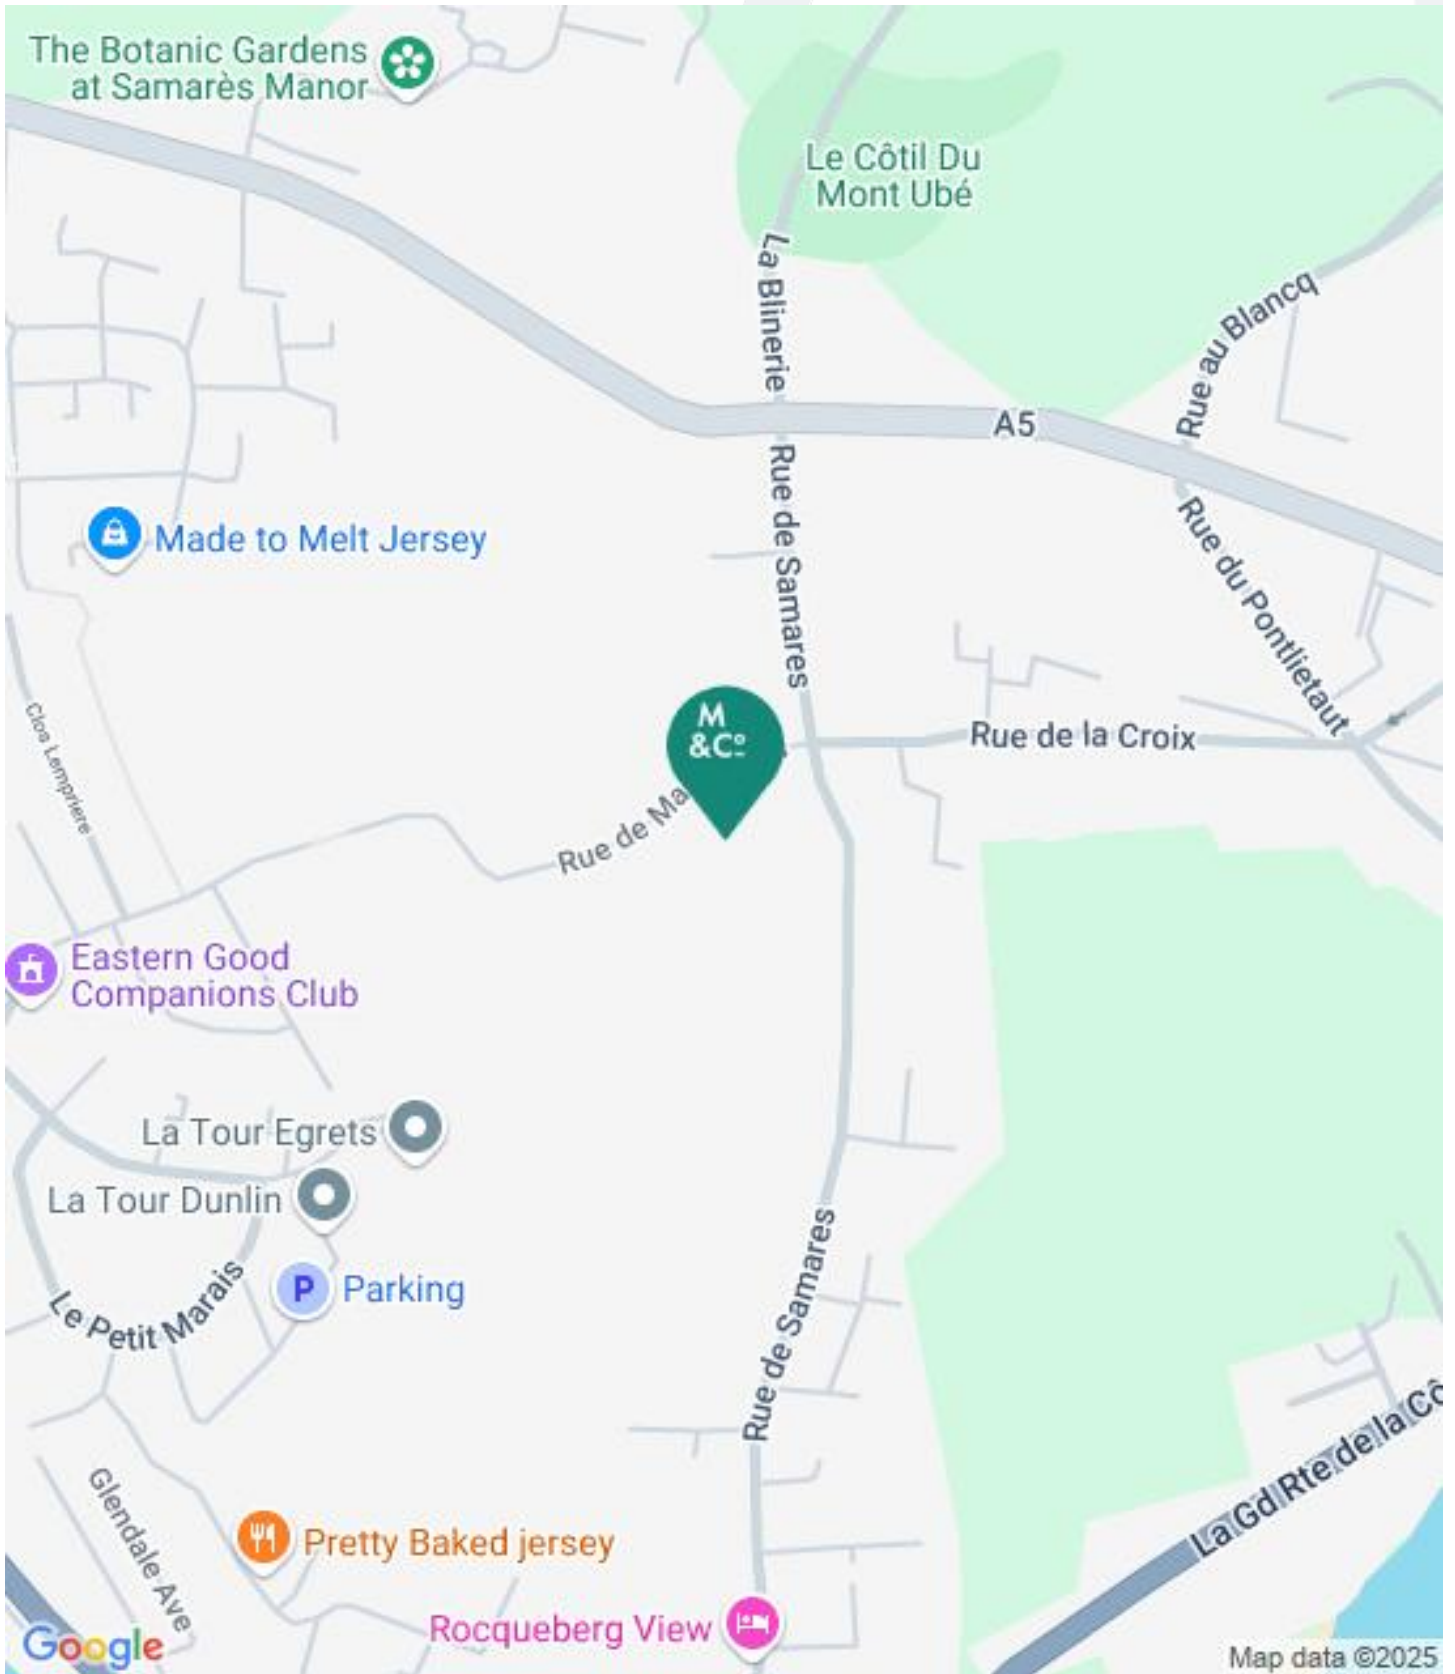 The Botanic Gardens
at Samarès Manor
Le Côtil Du
Mont Ubé
La Blinerie
Rue au Blancq
A5
Rue de Samares
Made to Melt Jersey
Rue du Pontlietaut
M
&Cº
Rue de la Croix
Clos Lempriere
Rue de Ma
Eastern Good
Companions Club
La Tour Egrets
La Tour Dunlin
P
Parking
Le Petit Marais
Rue de Samares
La Gd Rte de la Cô
Glendale Ave
Pretty Baked jersey
Rocqueberg View
Google
Map data ©2025